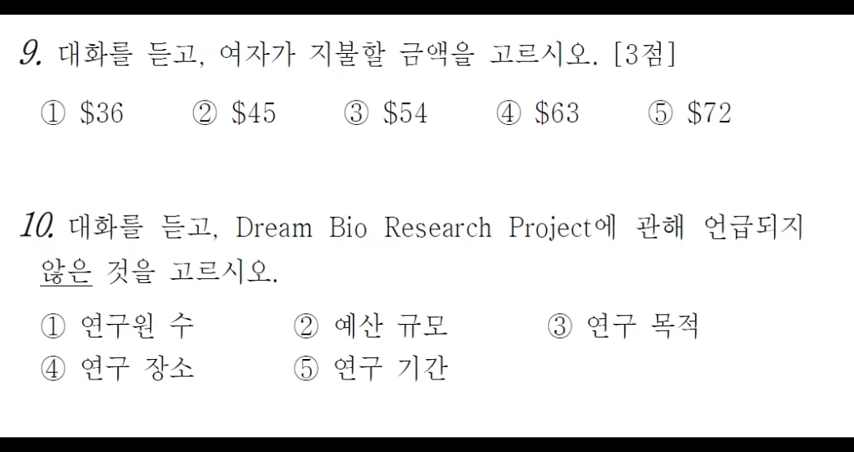 9. 대화를 듣고, 여자가 지불할 금액을 고르시오. [3점]
① $36 ② $45 ③ $54 ④ $63 ⑤ $72
10. 대화를 듣고, Dream Bio Research Project에 관해 언급되지
않은 것을 고르시오.
① 연구원 수 ② 예산 규모 ③ 연구 목적
④ 연구 장소 ⑤ 연구 기간